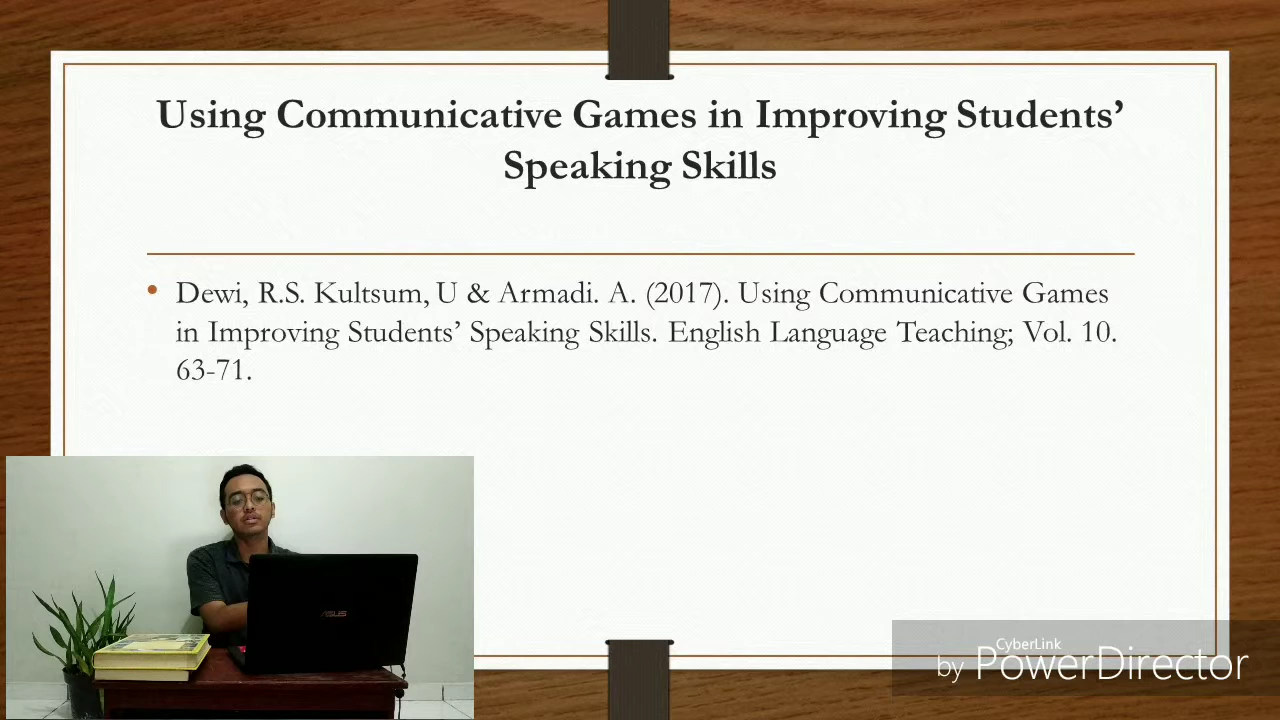 Using Communicative Games in Improving Students’
Speaking Skills
• Dewi, R.S. Kultsum, U & Armadi. A. (2017). Using Communicative Games
in Improving Students’ Speaking Skills. English Language Teaching; Vol. 10.
63-71.
ASUS
CyberLink
by PowerDirector